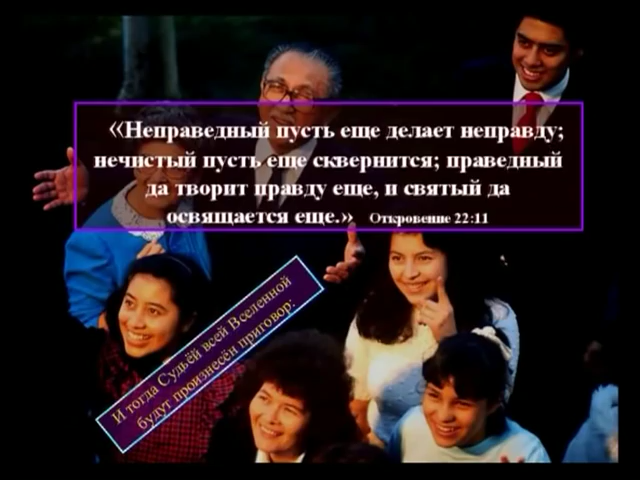 «Неправедный пусть еще делает неправду;
нечистый пусть еще сквернится; праведный
да творит правду еще, и святый да
освящается еще.» Откровение 22:11
И тогда Судьёй всей Вселенной
будут произнесён приговор: